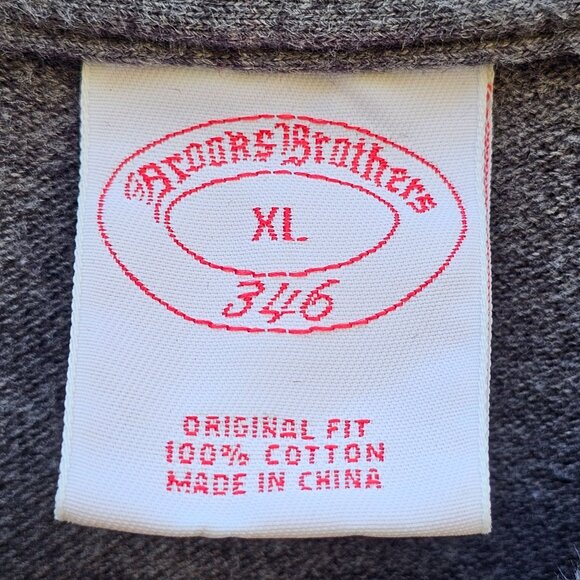 Brooks Brothers
XL
346
ORIGINAL FIT
100% COTTON
MADE IN CHINA